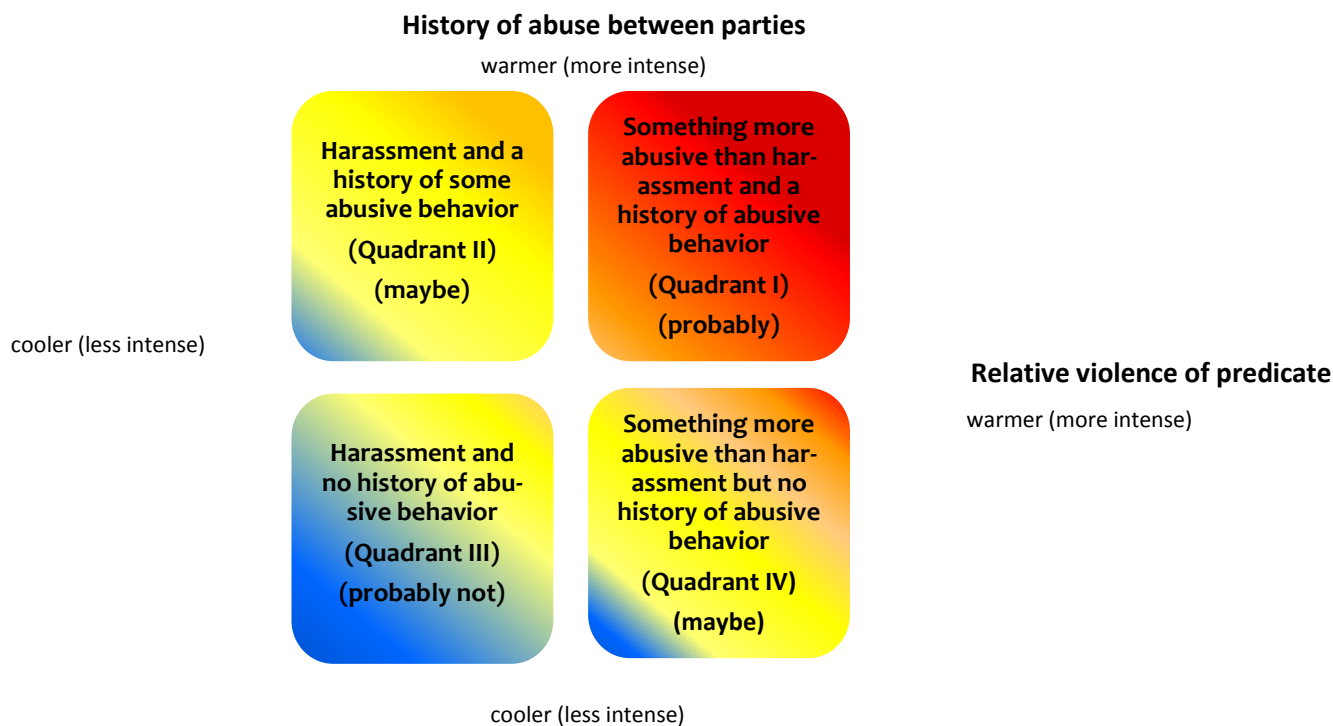 History of abuse between parties
warmer (more intense)
Harassment and a
history of some
abusive behavior
(Quadrant II)
(maybe)
Something more
abusive than har-
assment and a
history of abusive
behavior
(Quadrant I)
(probably)
cooler (less intense)
Relative violence of predicate
warmer (more intense)
Harassment and
no history of abu-
sive behavior
(Quadrant III)
(probably not)
Something more
abusive than har-
assment but no
history of abusive
behavior
(Quadrant IV)
(maybe)
cooler (less intense)